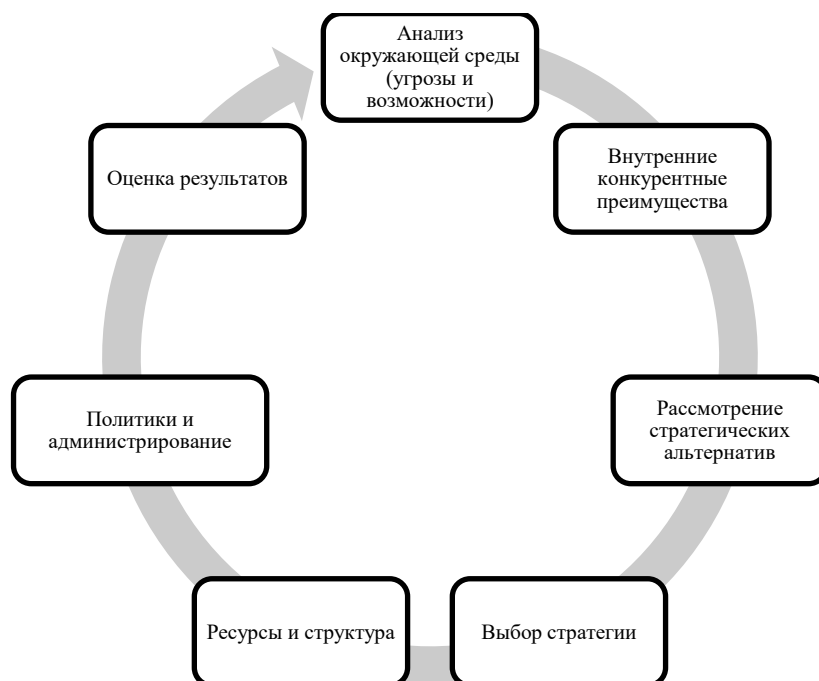 Анализ
окружающей среды
(угрозы и
возможности)
Внутренние
конкурентные
преимущества
Рассмотрение
стратегических
альтернатив
Выбор стратегии
Ресурсы и структура
Политики и
администрирование
Оценка результатов